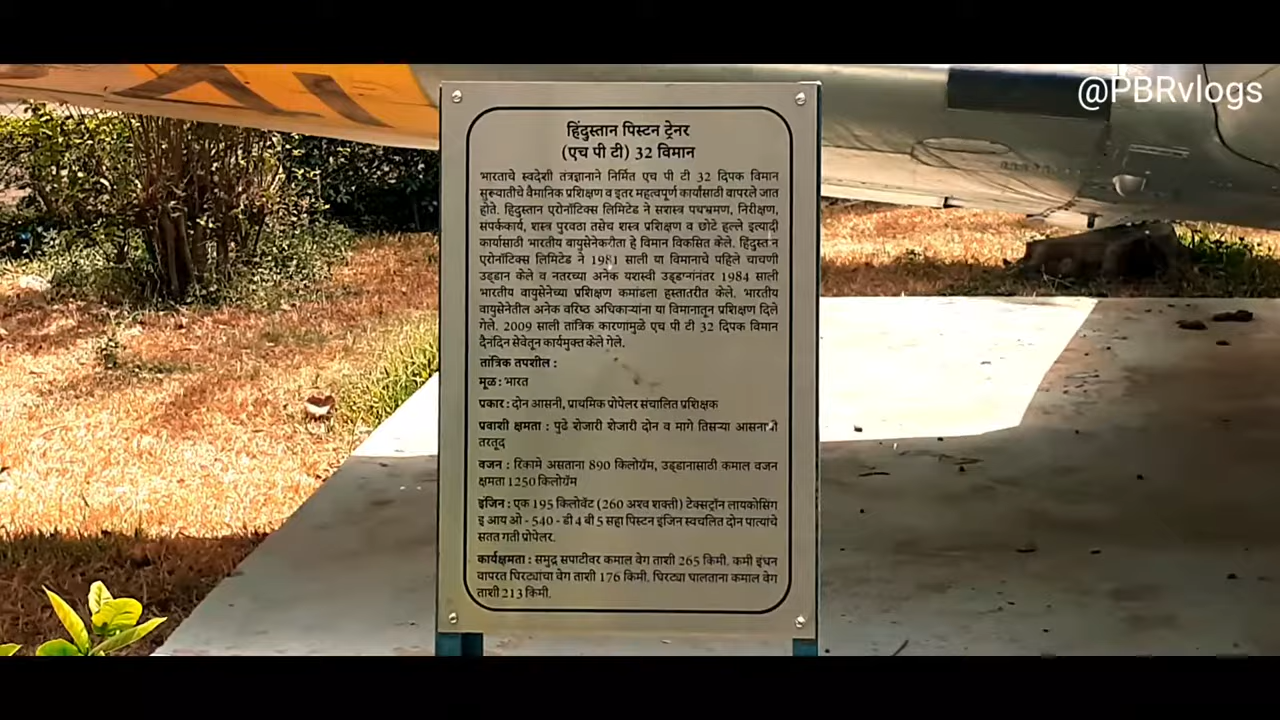 @PBRvlogs
हिंदुस्तान पिस्टन ट्रेनर
(एच पी टी) 32 विमान
भारताचे स्वदेशी तंत्रज्ञानाने निर्मित एच पी टी 32 दिपक विमान
सुरूवातीचे वैमानिक प्रशिक्षण व इतर महत्वपूर्ण कार्यासाठी वापरले जात
होते. हिंदुस्तान एरोनॉटिक्स लिमिटेड ने सशस्त्र पथभ्रमण, निरीक्षण,
संपर्ककार्य, शस्त्र पुरवठा तसेच शस्त्र प्रशिक्षण व छोटे हल्ले इत्यादी
कार्यासाठी भारतीय वायुसेनेकरीता हे विमान विकसित केले. हिंदुस्तान
एरोनॉटिक्स लिमिटेड ने 1981 साली या विमानाचे पहिले चाचणी
उड्डान केले व नंतरच्या अनेक यशस्वी उड्डानांनंतर 1984 साली
भारतीय वायुसेनेच्या प्रशिक्षण कमांडला हस्तांतरीत केले. भारतीय
वायुसेनेतील अनेक वरिष्ठ अधिकाऱ्यांना या विमानातून प्रशिक्षण दिले
गेले. 2009 साली तांत्रिक कारणामुळे एच पी टी 32 दिपक विमान
दैनंदिन सेवेतून कार्यमुक्त केले गेले.
तांत्रिक तपशील :
मूळ : भारत
प्रकार : दोन आसनी, प्राथमिक प्रोपेलर संचालित प्रशिक्षक
प्रवाशी क्षमता : पुढे शेजारी शेजारी दोन व मागे तिसऱ्या आसनाची
तरतूद
वजन : रिकामे असताना 890 किलोग्रॅम, उड्डानासाठी कमाल वजन
क्षमता 1250 किलोग्रॅम
इंजिन : एक 195 किलोवॅट (260 अश्व शक्ती) टेक्सट्रॉन लायकोसिंग
इ आय ओ - 540 - डी 4 बी 5 सहा पिस्टन इंजिन स्वचलित दोन पात्यांचे
सतत गती प्रोपेलर.
कार्यक्षमता : समुद्र सपाटीवर कमाल वेग ताशी 265 किमी. कमी इंधन
वापरत घिरट्यांचा वेग ताशी 176 किमी. घिरट्या घालताना कमाल वेग
ताशी 213 किमी.